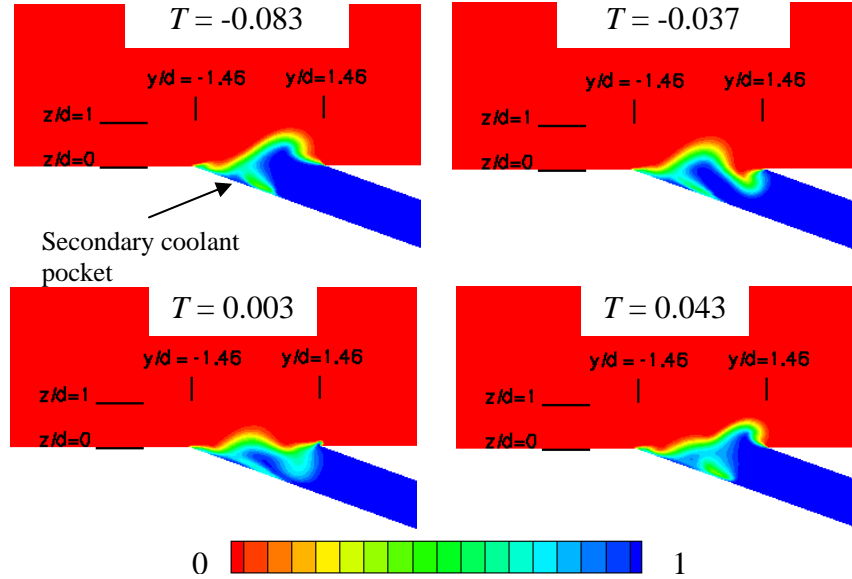 T = -0.083
y/d = -1.46 y/d=1.46
z/d=1
z/d=0
Secondary coolant
pocket
T = -0.037
y/d = -1.46 y/d=1.46
z/d=1
z/d=0
T = 0.003
y/d = -1.46 y/d=1.46
z/d=1
z/d=0
T = 0.043
y/d = -1.46 y/d=1.46
z/d=1
z/d=0
0 1